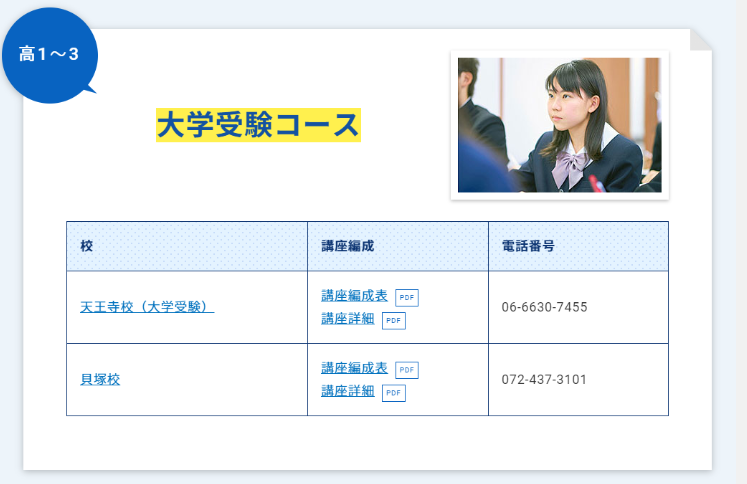 高1～3
大学受験コース
校 講座編成 電話番号
天王寺校（大学受験） 講座編成表 PDF 講座詳細 PDF 06-6630-7455
貝塚校 講座編成表 PDF 講座詳細 PDF 072-437-3101